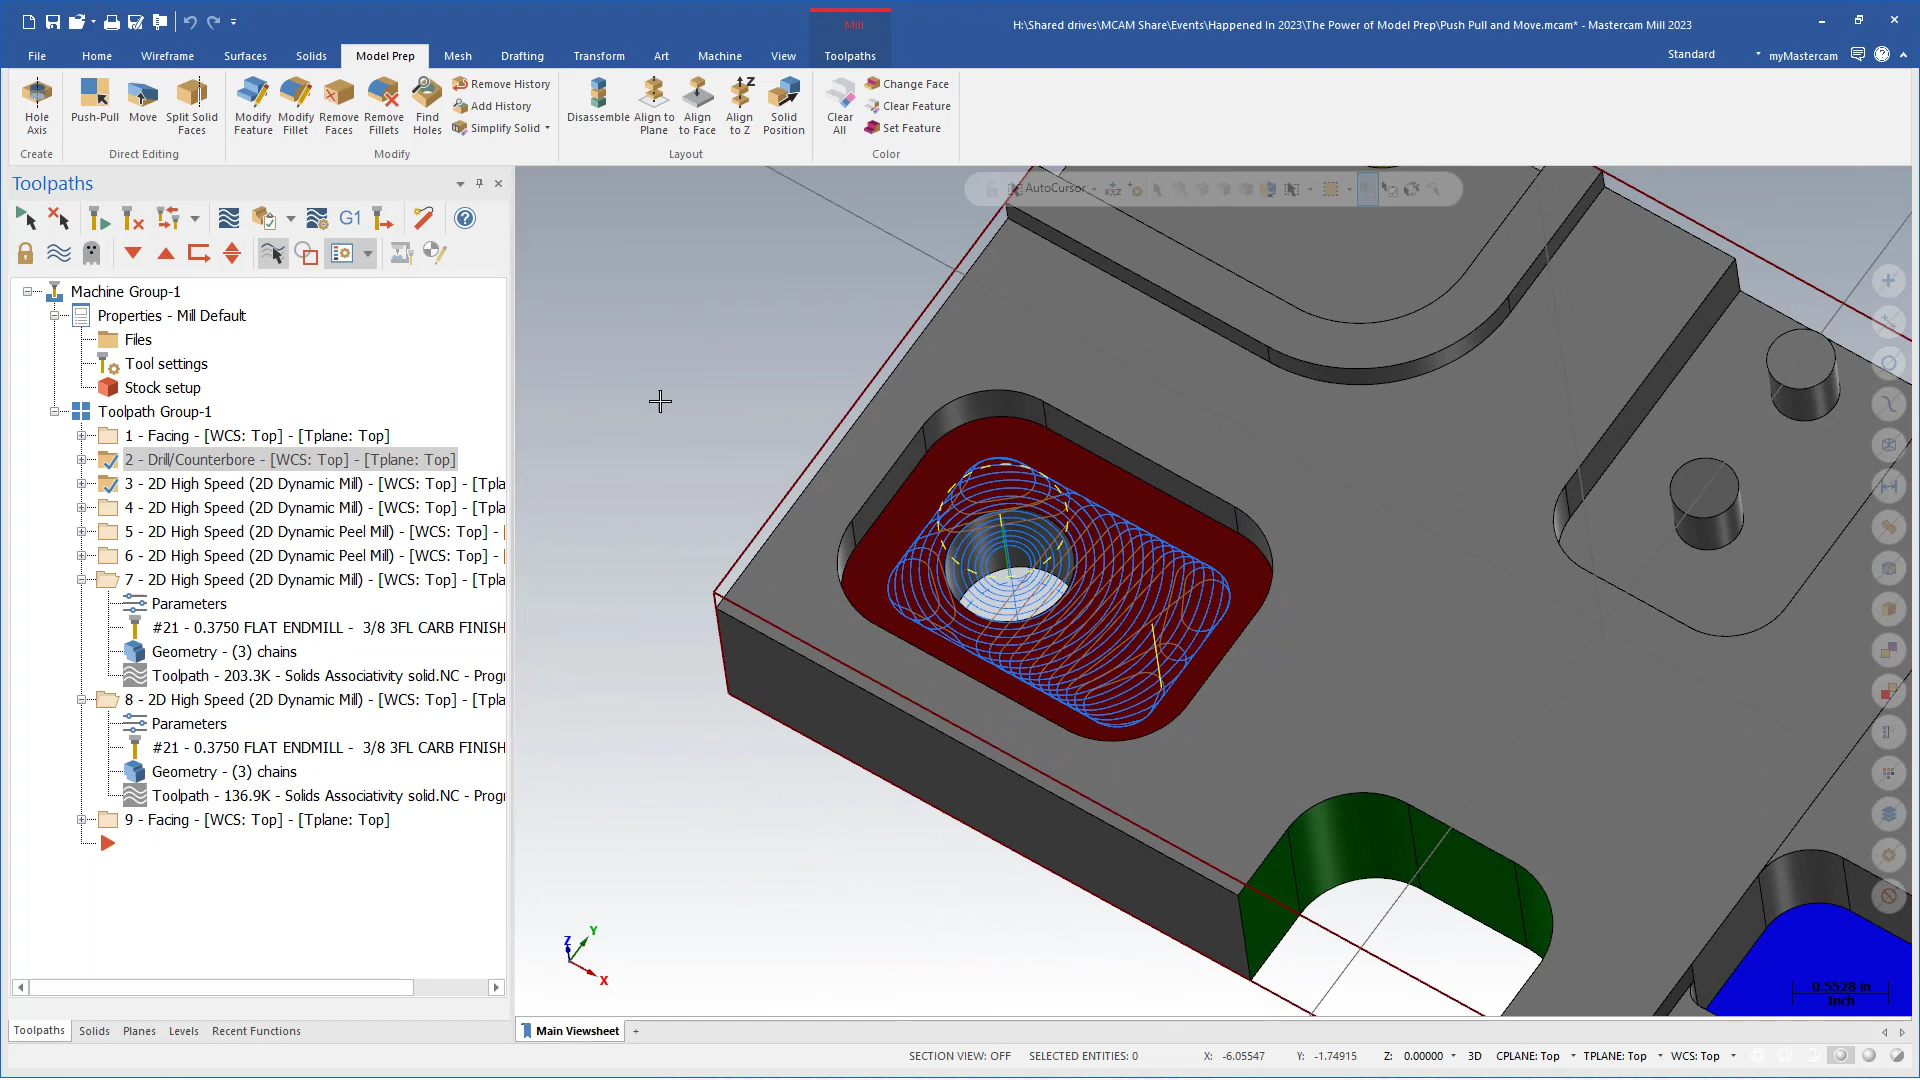 Mill
H:\Shared drives\MCAM Share\Events\Happened In 2023\The Power of Model Prep\Push Pull and Move.mcam* - Mastercam Mill 2023
File Home Wireframe Surfaces Solids Model Prep Mesh Drafting Transform Art Machine View Toolpaths Standard myMastercam
Hole Axis
Push-Pull
Move
Split Solid Faces
Modify Feature
Modify Fillet
Remove Faces
Remove Fillets
Find Holes
Remove History
Add History
Simplify Solid
Disassemble
Align to Plane
Align to Face
Align to Z
Solid Position
Clear All
Change Face
Clear Feature
Set Feature
Create Direct Editing Modify Layout Color
Toolpaths
AutoCursor
G1
Machine Group-1
Properties - Mill Default
Files
Tool settings
Stock setup
Toolpath Group-1
1 - Facing - [WCS: Top] - [Tplane: Top]
2 - Drill/Counterbore - [WCS: Top] - [Tplane: Top]
3 - 2D High Speed (2D Dynamic Mill) - [WCS: Top] - [Tpla
4 - 2D High Speed (2D Dynamic Mill) - [WCS: Top] - [Tpla
5 - 2D High Speed (2D Dynamic Peel Mill) - [WCS: Top] - [
6 - 2D High Speed (2D Dynamic Peel Mill) - [WCS: Top] - [
7 - 2D High Speed (2D Dynamic Mill) - [WCS: Top] - [Tpla
Parameters
#21 - 0.3750 FLAT ENDMILL - 3/8 3FL CARB FINISH
Geometry - (3) chains
Toolpath - 203.3K - Solids Associativity solid.NC - Progr
8 - 2D High Speed (2D Dynamic Mill) - [WCS: Top] - [Tpla
Parameters
#21 - 0.3750 FLAT ENDMILL - 3/8 3FL CARB FINISH
Geometry - (3) chains
Toolpath - 136.9K - Solids Associativity solid.NC - Progr
9 - Facing - [WCS: Top] - [Tplane: Top]
Z Y X
0.5528 in
Inch
Toolpaths Solids Planes Levels Recent Functions
Main Viewsheet +
SECTION VIEW: OFF SELECTED ENTITIES: 0 X: -6.05547 Y: -1.74915 Z: 0.00000 3D CPLANE: Top TPLANE: Top WCS: Top